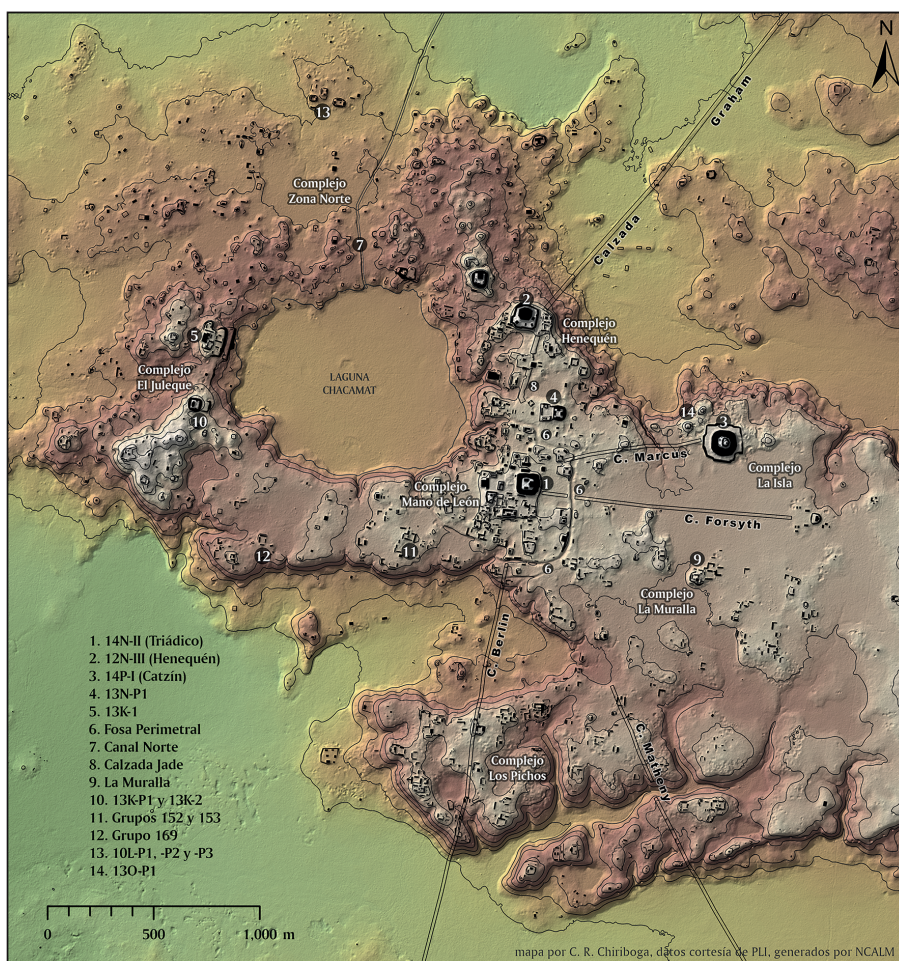 N
13
Graham
Complejo
Zona Norte
7
Calzada
2
Complejo
Henequén
5
Complejo
El Juleque
LAGUNA
CHACAMAT
8
4
10
14
3
6
C. Marcus
Complejo
La Isla
Complejo
Mano de León
1
6
C. Forsyth
11
12
9
6
Complejo
La Muralla
C. Berlin
1. 14N-II (Triádico)
2. 12N-III (Henequén)
3. 14P-I (Catzín)
4. 13N-P1
5. 13K-1
6. Fosa Perimetral
7. Canal Norte
8. Calzada Jade
9. La Muralla
10. 13K-P1 y 13K-2
11. Grupos 152 y 153
12. Grupo 169
13. 10L-P1, -P2 y -P3
14. 13O-P1
Complejo
Los Pichos
C. Matheny
0 500 1,000 m
mapa por C. R. Chiriboga, datos cortesía de PLI, generados por NCALM